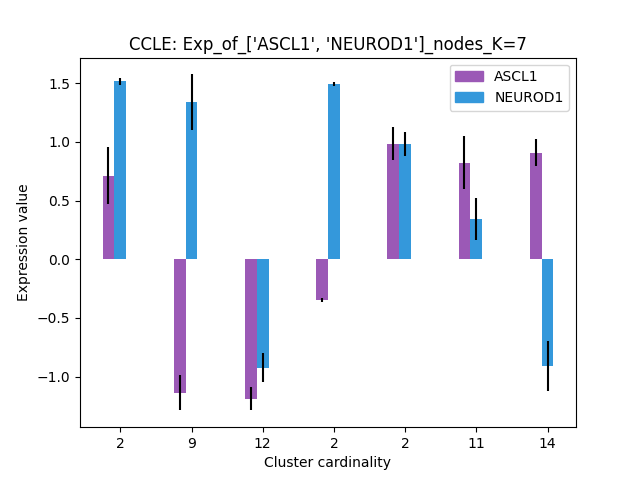 CCLE: Exp_of_['ASCL1', 'NEUROD1']_nodes_K=7
ASCL1
NEUROD1
Expression value
1.5
1.0
0.5
0.0
−0.5
−1.0
2 9 12 2 2 11 14
Cluster cardinality